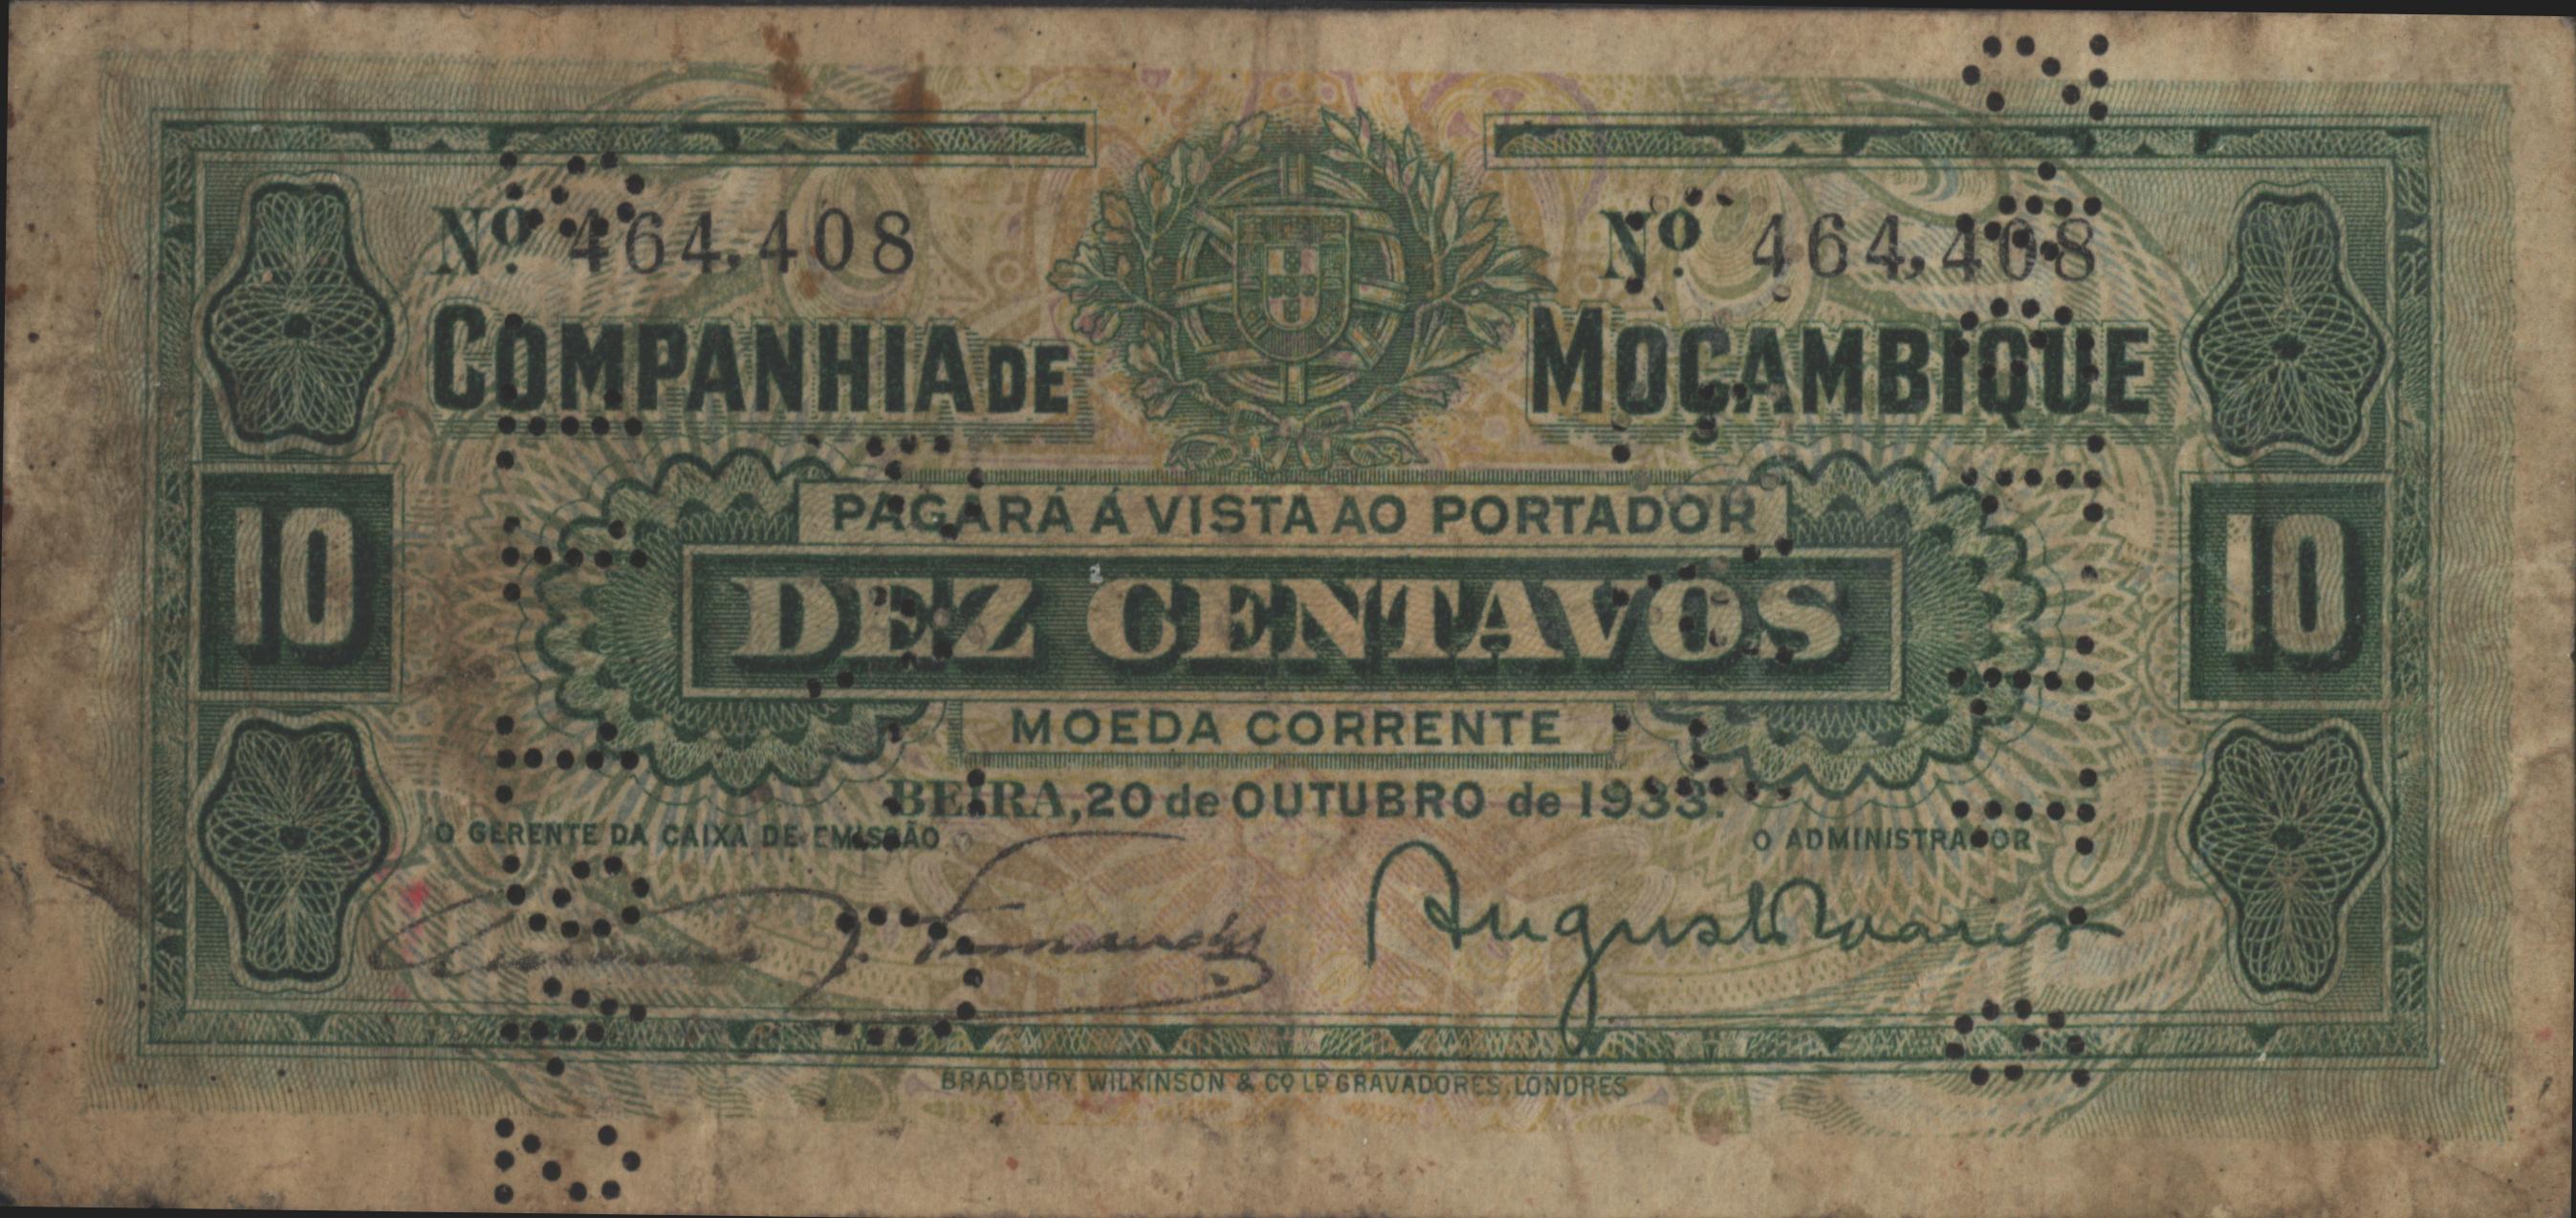 Nº 464,408
Nº 464,408
COMPANHIA DE MOÇAMBIQUE
10
PAGARÁ Á VISTA AO PORTADOR
10
DEZ CENTAVOS
MOEDA CORRENTE
BEIRA, 20 de OUTUBRO de 1933.
O GERENTE DA CAIXA DE EMISSÃO
O ADMINISTRADOR
J. Fernandes
BRADBURY, WILKINSON & Cº Lᴰ GRAVADORES, LONDRES